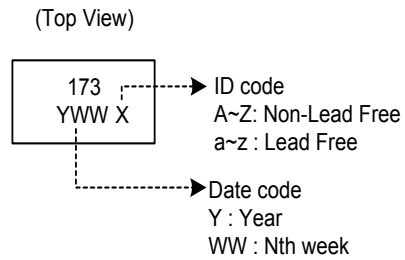 (Top View)
173
YWW X
ID code
A~Z: Non-Lead Free
a~z : Lead Free
Date code
Y : Year
WW : Nth week